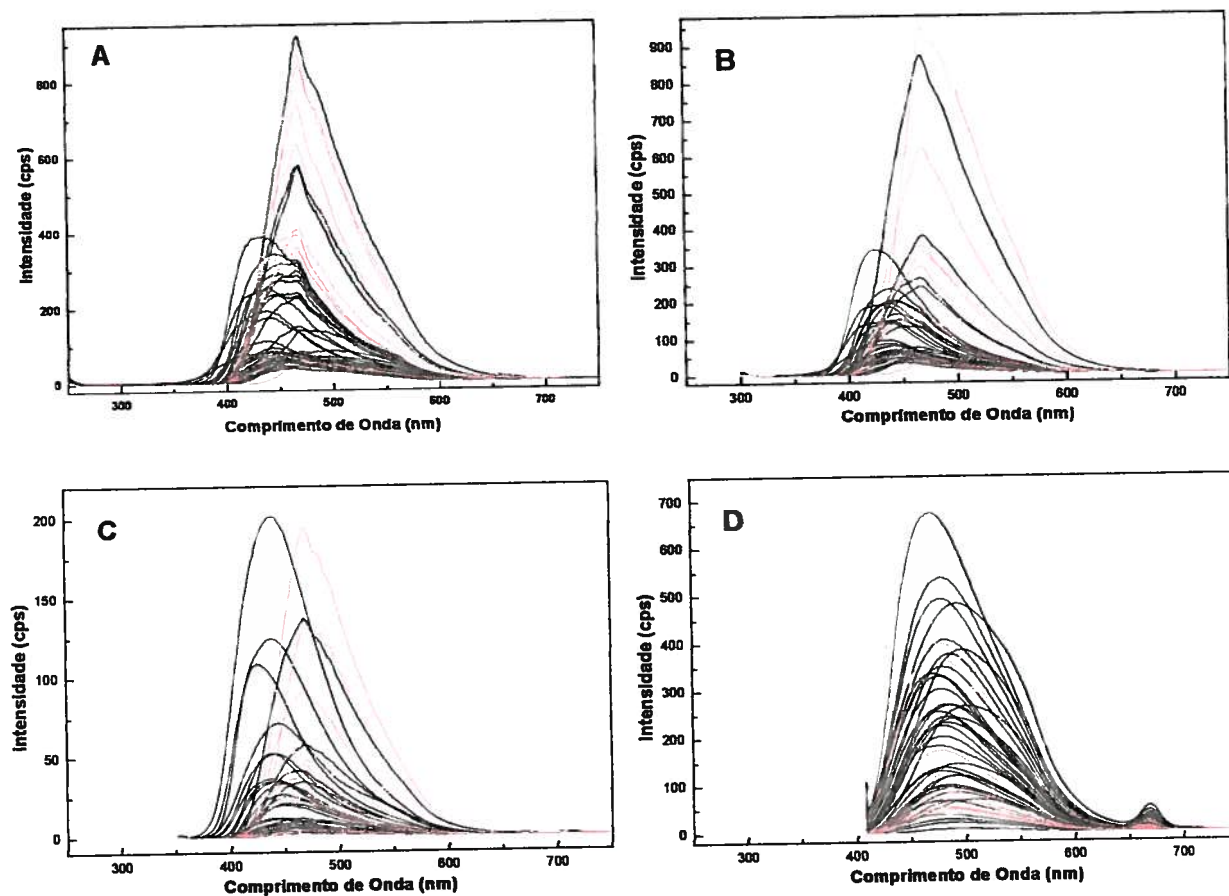 A
Intensidade (cps)
800
600
400
200
0
300 400 500 600 700
Comprimento de Onda (nm)
B
Intensidade (cps)
900
800
700
600
500
400
300
200
100
0
300 400 500 600 700
Comprimento de Onda (nm)
C
Intensidade (cps)
200
150
100
50
0
300 400 500 600 700
Comprimento de Onda (nm)
D
Intensidade (cps)
700
600
500
400
300
200
100
0
300 400 500 600 700
Comprimento de Onda (nm)